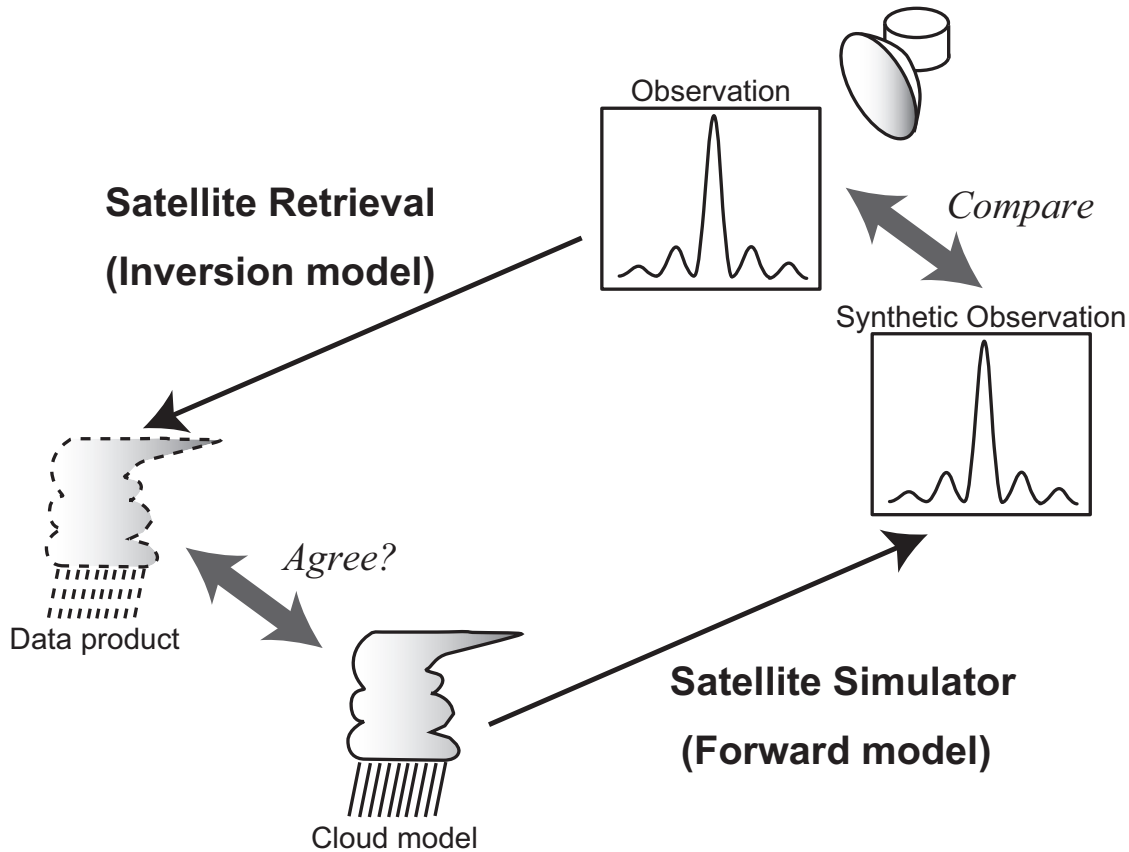 Observation
Satellite Retrieval
(Inversion model)
Compare
Synthetic Observation
Agree?
Data product
Satellite Simulator
(Forward model)
Cloud model